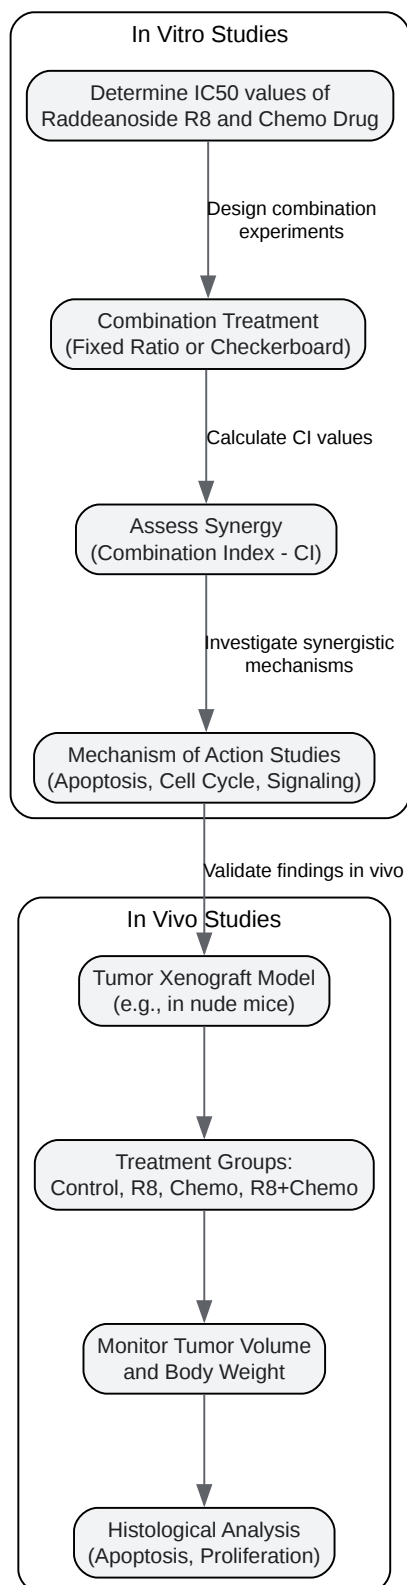 In Vitro Studies
Determine IC50 values of
Raddeanoside R8 and Chemo Drug
Design combination
experiments
Combination Treatment
(Fixed Ratio or Checkerboard)
Calculate CI values
Assess Synergy
(Combination Index - CI)
Investigate synergistic
mechanisms
Mechanism of Action Studies
(Apoptosis, Cell Cycle, Signaling)
Validate findings in vivo
In Vivo Studies
Tumor Xenograft Model
(e.g., in nude mice)
Treatment Groups:
Control, R8, Chemo, R8+Chemo
Monitor Tumor Volume
and Body Weight
Histological Analysis
(Apoptosis, Proliferation)